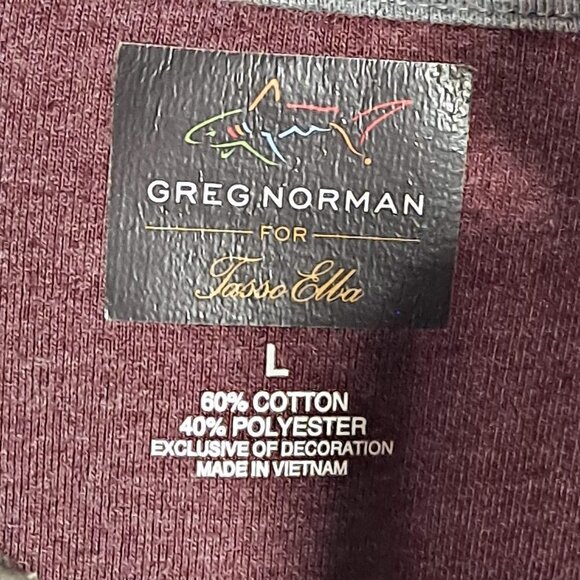 GREG NORMAN
FOR
Tasso Elba
L
60% COTTON
40% POLYESTER
EXCLUSIVE OF DECORATION
MADE IN VIETNAM